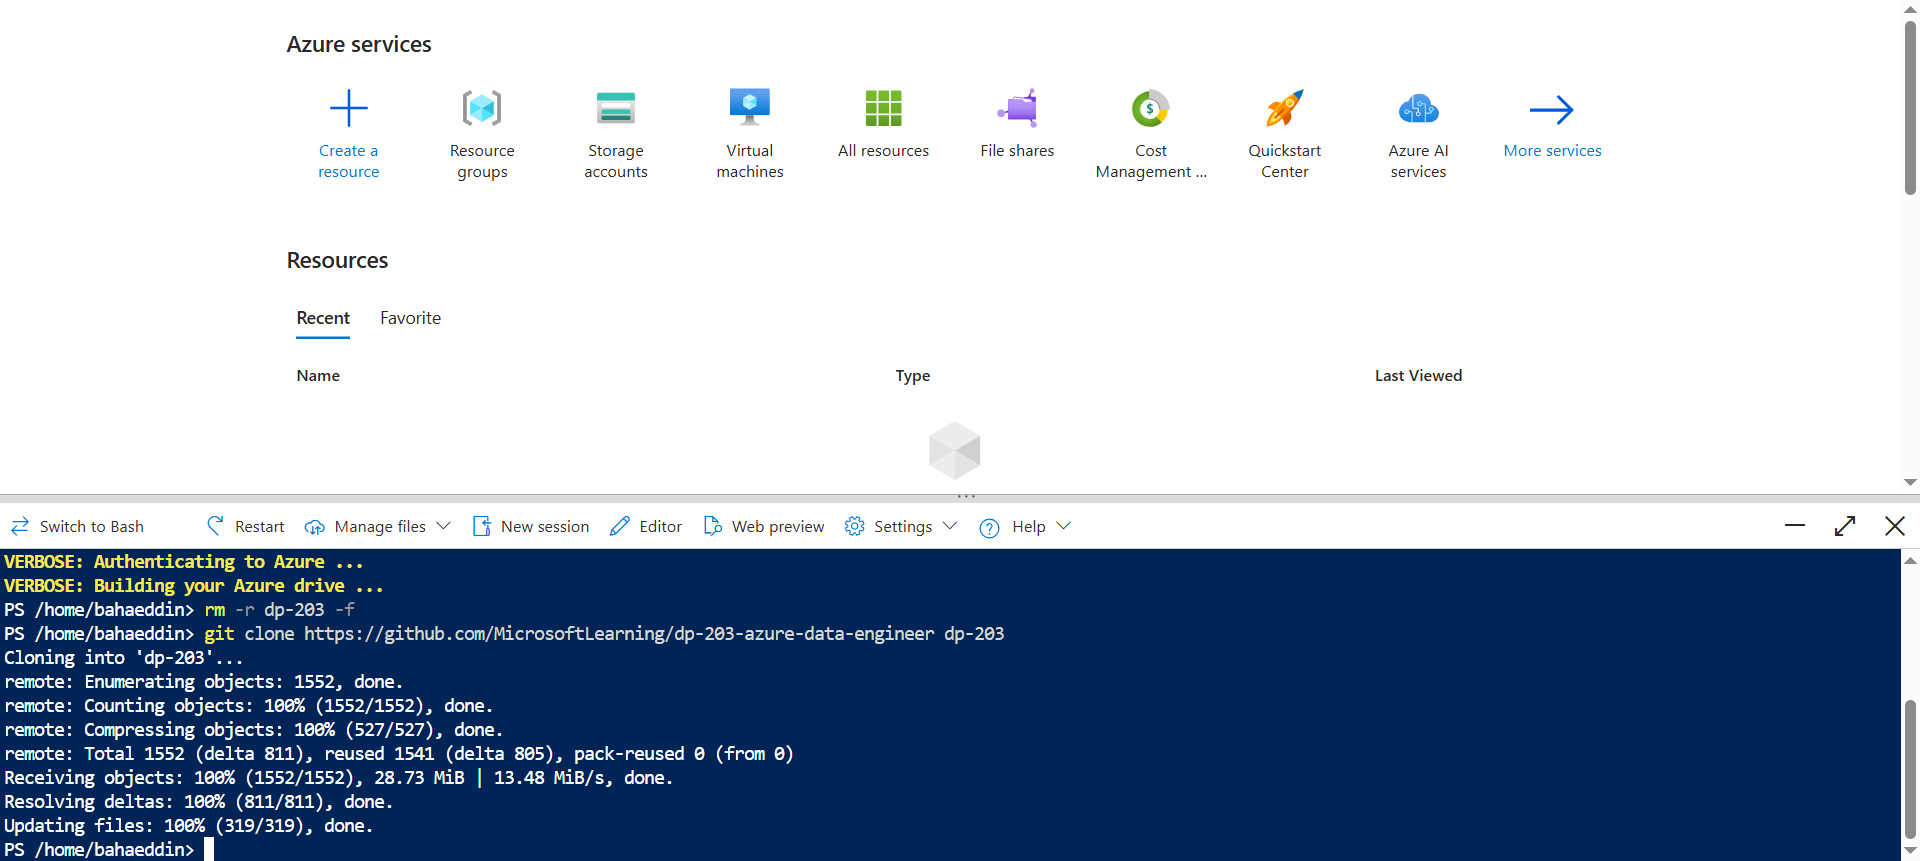 Azure services
Create a resource
Resource groups
Storage accounts
Virtual machines
All resources
File shares
Cost Management ...
Quickstart Center
Azure AI services
More services
Resources
Recent Favorite
Name Type Last Viewed
Switch to Bash Restart Manage files New session Editor Web preview Settings Help
VERBOSE: Authenticating to Azure ...
VERBOSE: Building your Azure drive ...
PS /home/bahaeddin> rm -r dp-203 -f
PS /home/bahaeddin> git clone https://github.com/MicrosoftLearning/dp-203-azure-data-engineer dp-203
Cloning into 'dp-203'...
remote: Enumerating objects: 1552, done.
remote: Counting objects: 100% (1552/1552), done.
remote: Compressing objects: 100% (527/527), done.
remote: Total 1552 (delta 811), reused 1541 (delta 805), pack-reused 0 (from 0)
Receiving objects: 100% (1552/1552), 28.73 MiB | 13.48 MiB/s, done.
Resolving deltas: 100% (811/811), done.
Updating files: 100% (319/319), done.
PS /home/bahaeddin>